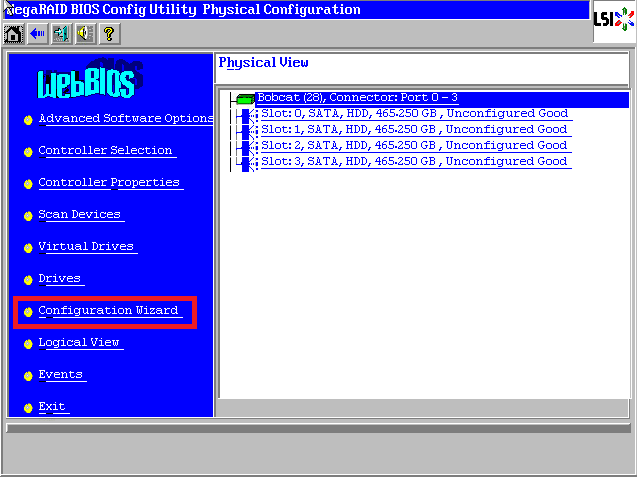 MegaRAID BIOS Config Utility Physical Configuration
LSI
?
WebBIOS
Physical View
Bobcat (28), Connector: Port 0 - 3
Slot: 0, SATA, HDD, 465.250 GB, Unconfigured Good
Slot: 1, SATA, HDD, 465.250 GB, Unconfigured Good
Slot: 2, SATA, HDD, 465.250 GB, Unconfigured Good
Slot: 3, SATA, HDD, 465.250 GB, Unconfigured Good
Advanced Software Options
Controller Selection
Controller Properties
Scan Devices
Virtual Drives
Drives
Configuration Wizard
Logical View
Events
Exit